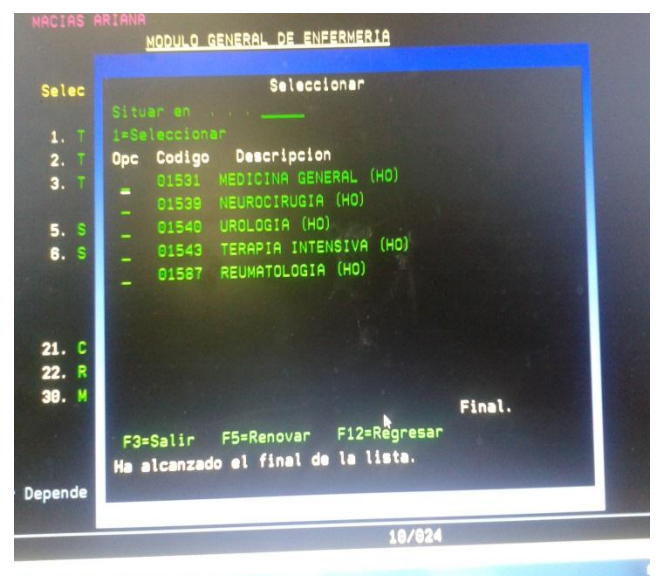 MACIAS ARIANA
MODULO GENERAL DE ENFERMERIA
Selec
Seleccionar
Situar en . . .
1. T
1=Seleccionar
2. T
Opc Codigo Descripcion
3. T
01531 MEDICINA GENERAL (HO)
01539 NEUROCIRUGIA (HO)
5. S
01540 UROLOGIA (HO)
6. S
01543 TERAPIA INTENSIVA (HO)
01587 REUMATOLOGIA (HO)
21. C
22. R
30. M
Final.
F3=Salir F5=Renovar F12=Regresar
Ha alcanzado el final de la lista.
Depende
10/024